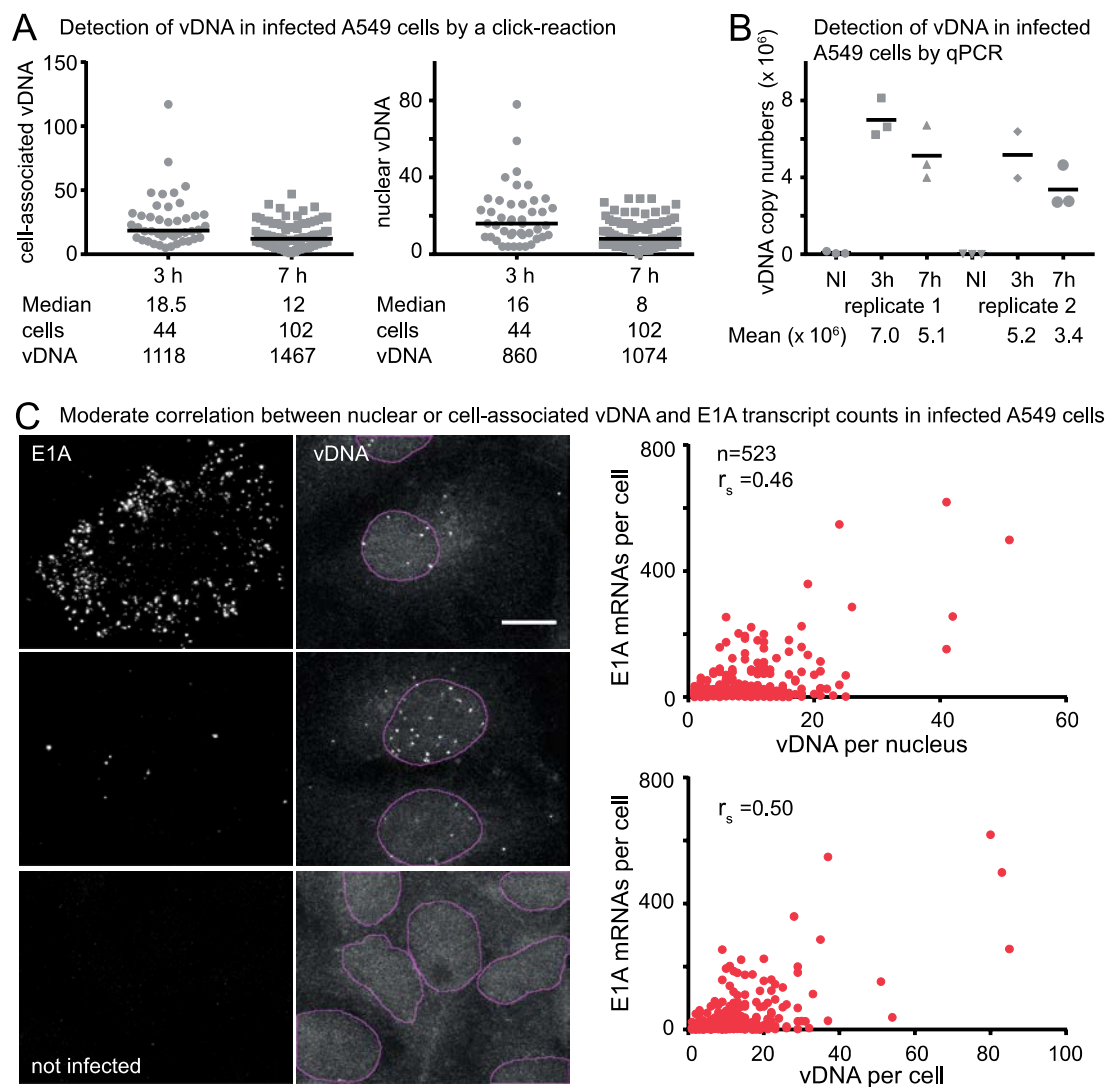 A Detection of vDNA in infected A549 cells by a click-reaction
cell-associated vDNA
150
100
50
0
3 h 7 h
Median 18.5 12
cells 44 102
vDNA 1118 1467
nuclear vDNA
80
40
20
0
3 h 7 h
Median 16 8
cells 44 102
vDNA 860 1074
B Detection of vDNA in infected
A549 cells by qPCR
vDNA copy numbers (x 10⁶)
8
4
0
NI 3h 7h NI 3h 7h
replicate 1 replicate 2
Mean (x 10⁶) 7.0 5.1 5.2 3.4
C Moderate correlation between nuclear or cell-associated vDNA and E1A transcript counts in infected A549 cells
E1A vDNA
not infected
E1A mRNAs per cell
800
400
0
n=523
rs =0.46
0 20 40 60
vDNA per nucleus
E1A mRNAs per cell
800
400
0
rs =0.50
0 20 40 60 80 100
vDNA per cell